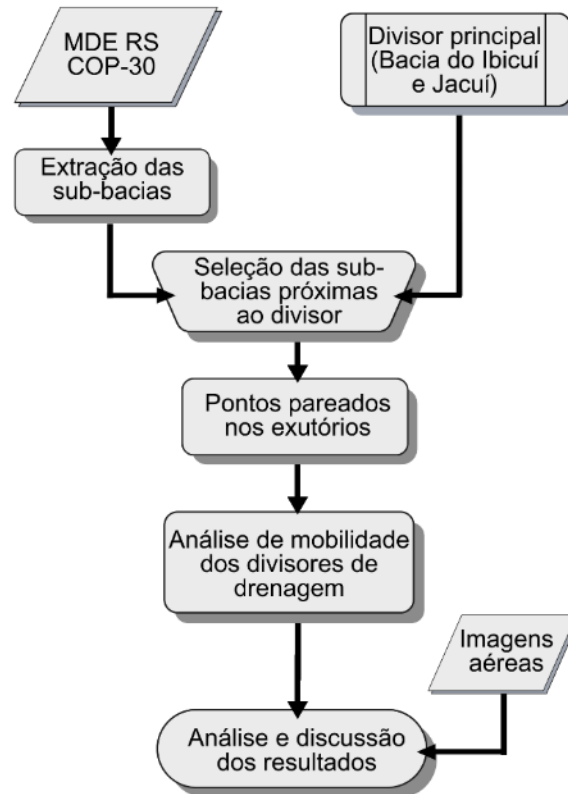 MDE RS
COP-30
Divisor principal
(Bacia do Ibicuí
e Jacuí)
Extração das
sub-bacias
Seleção das sub-
bacias próximas
ao divisor
Pontos pareados
nos exutórios
Análise de mobilidade
dos divisores de
drenagem
Imagens
aéreas
Análise e discussão
dos resultados